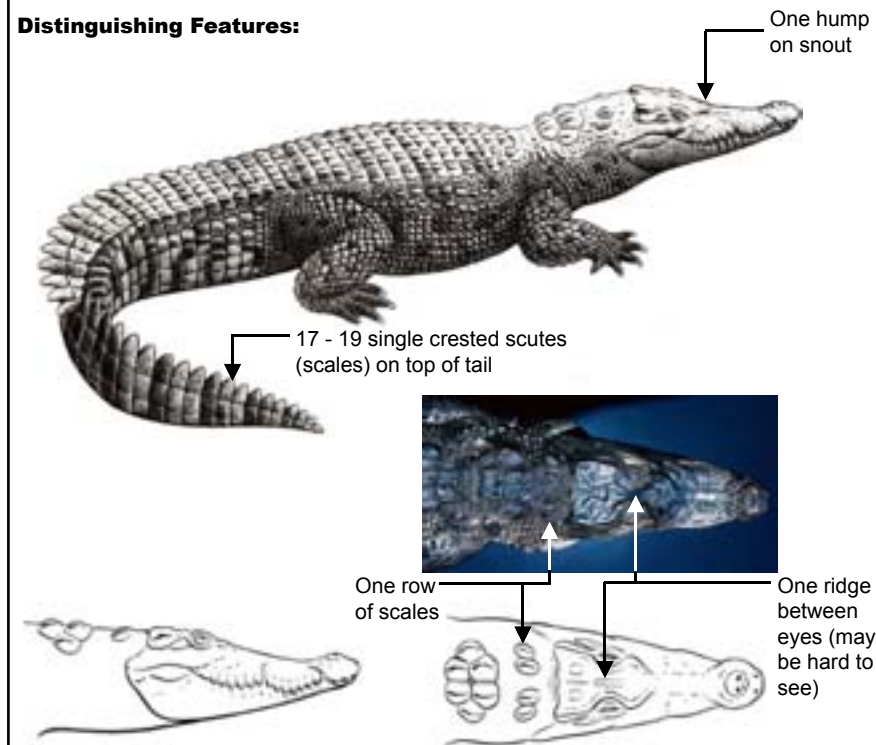 Distinguishing Features:
One hump
on snout
17 - 19 single crested scutes
(scales) on top of tail
One row
of scales
One ridge
between
eyes (may
be hard to
see)